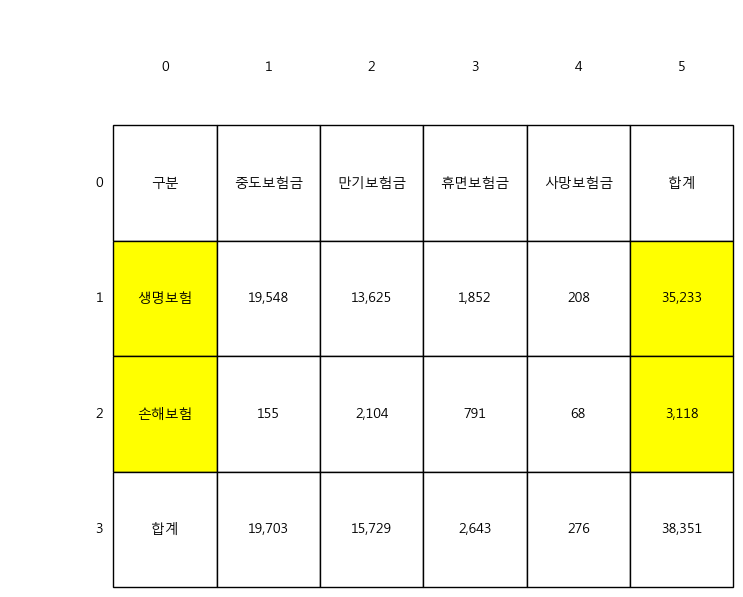 0 1 2 3 4 5
0 구분 중도보험금 만기보험금 휴면보험금 사망보험금 합계
1 생명보험 19,548 13,625 1,852 208 35,233
2 손해보험 155 2,104 791 68 3,118
3 합계 19,703 15,729 2,643 276 38,351